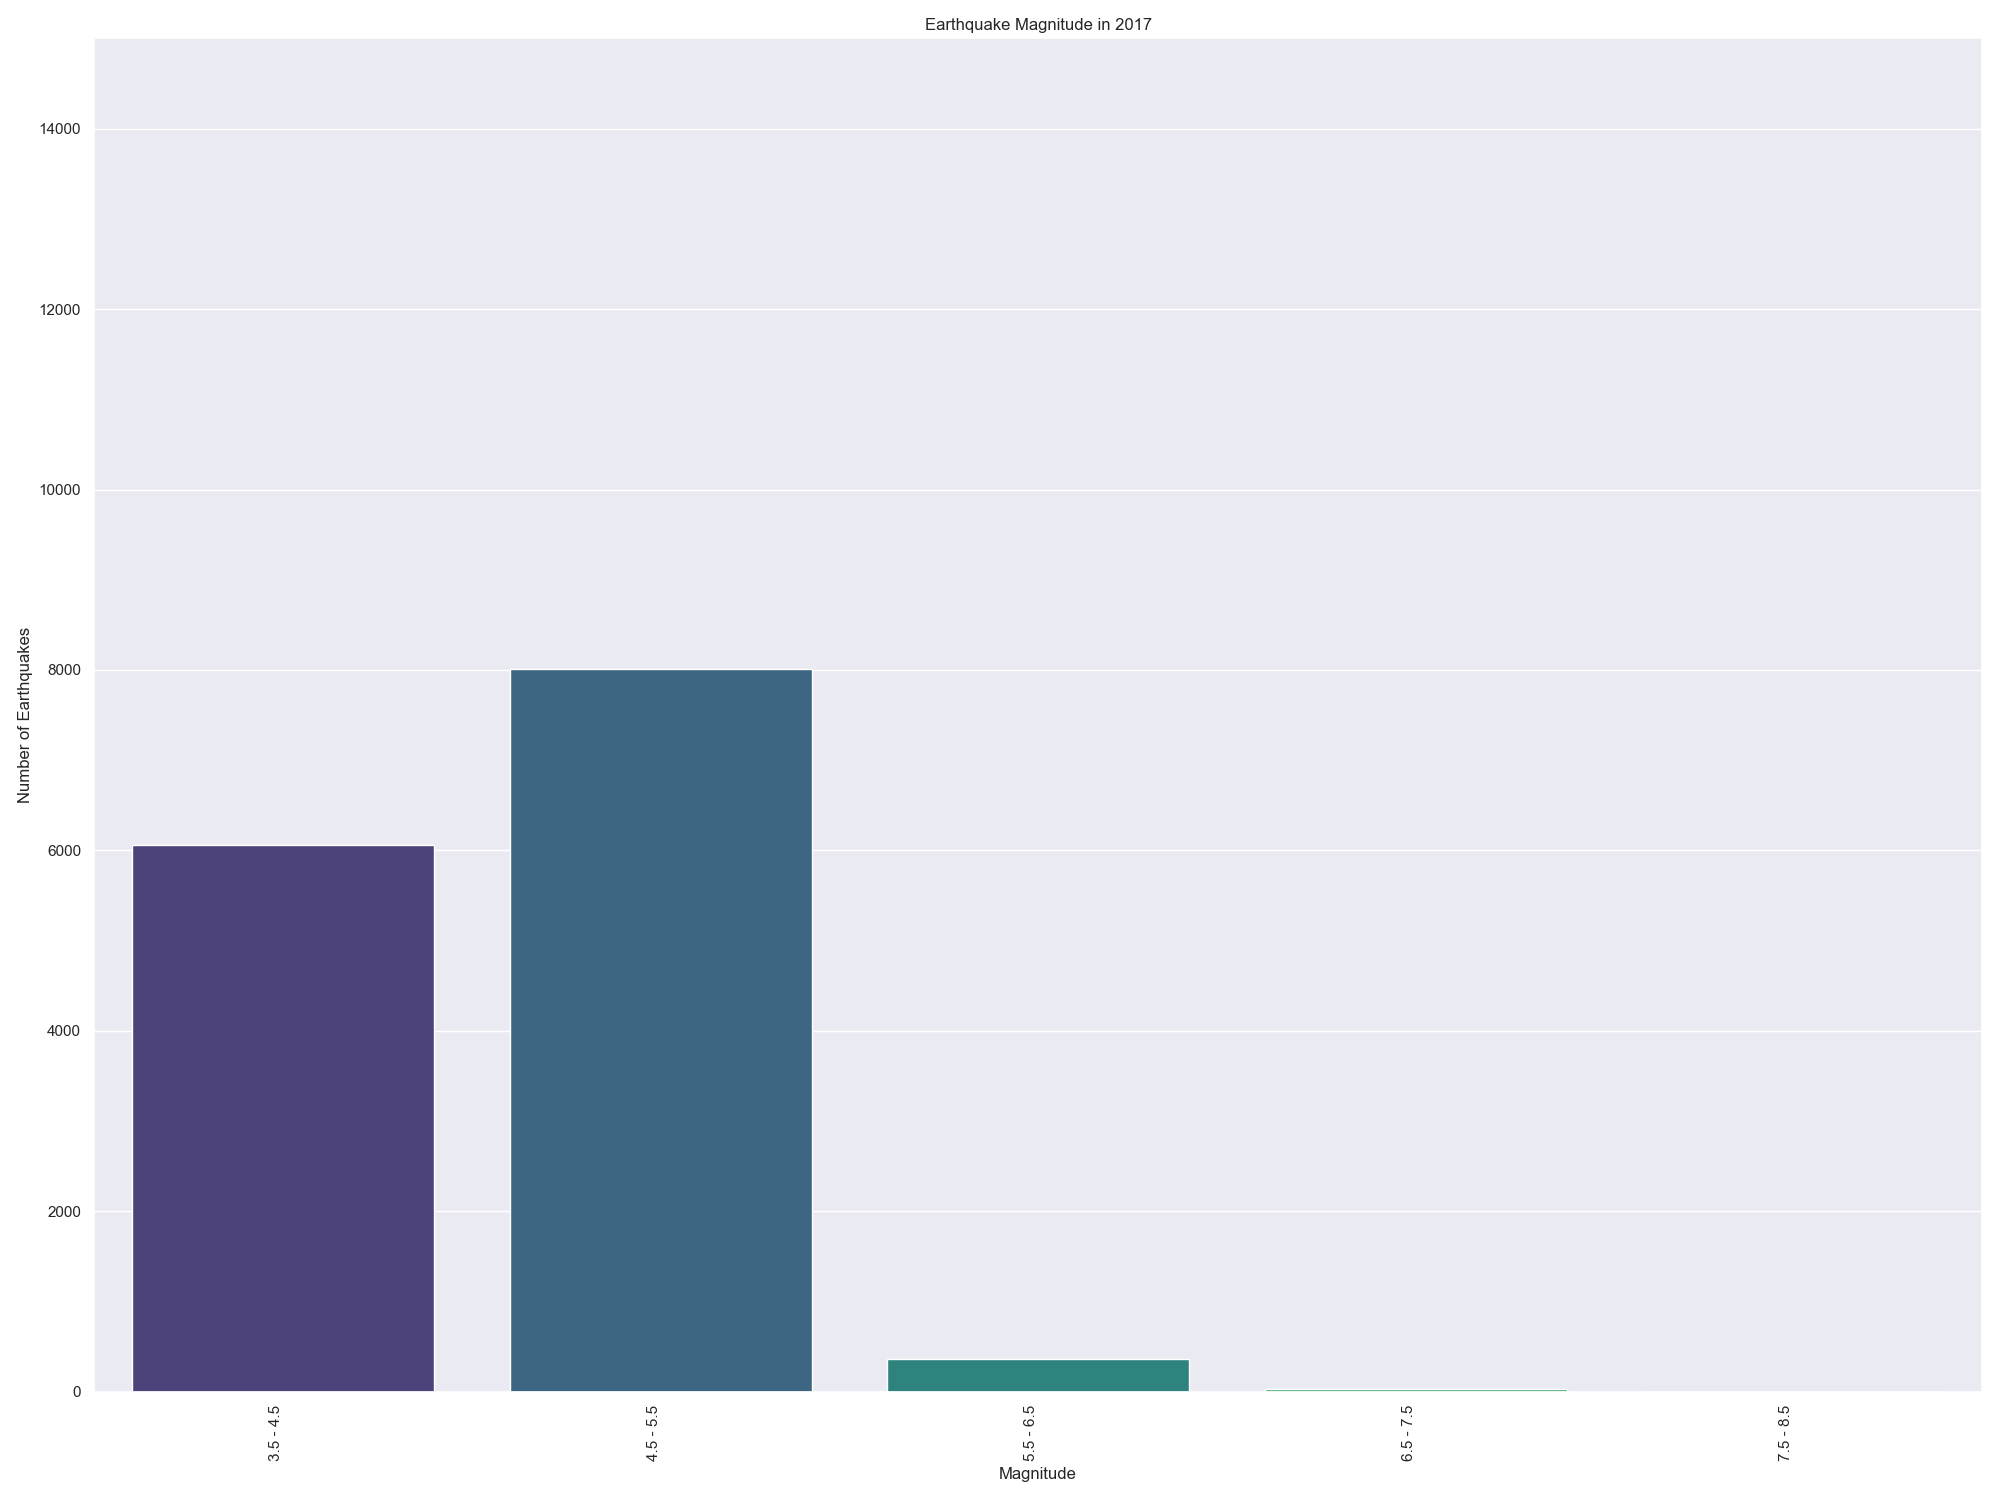 Earthquake Magnitude in 2017
14000
12000
10000
8000
6000
4000
2000
0
Number of Earthquakes
3.5 - 4.5
4.5 - 5.5
5.5 - 6.5
6.5 - 7.5
7.5 - 8.5
Magnitude